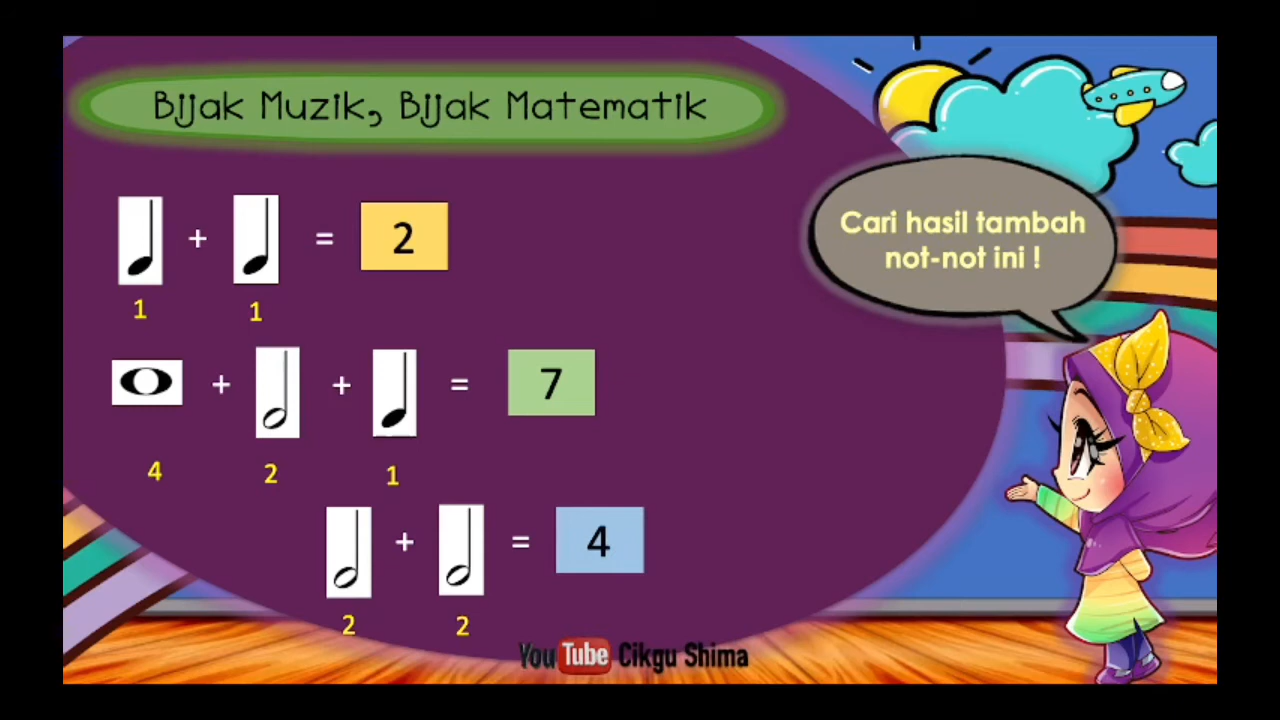 Bijak Muzik, Bijak Matematik
Cari hasil tambah
not-not ini !
+ = 2
1 1
+ + = 7
4 2 1
+ = 4
2 2
YouTube Cikgu Shima